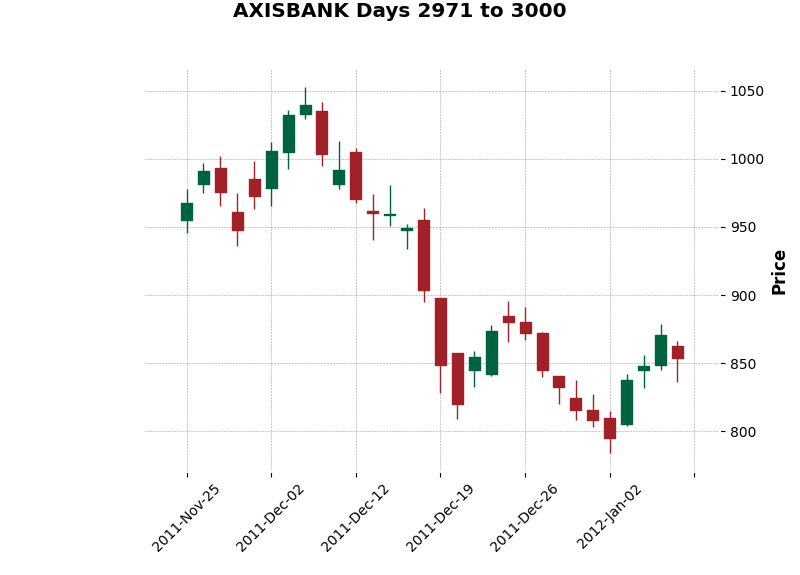 AXISBANK Days 2971 to 3000
1050
1000
950
900
850
800
Price
2011-Nov-25
2011-Dec-02
2011-Dec-12
2011-Dec-19
2011-Dec-26
2012-Jan-02